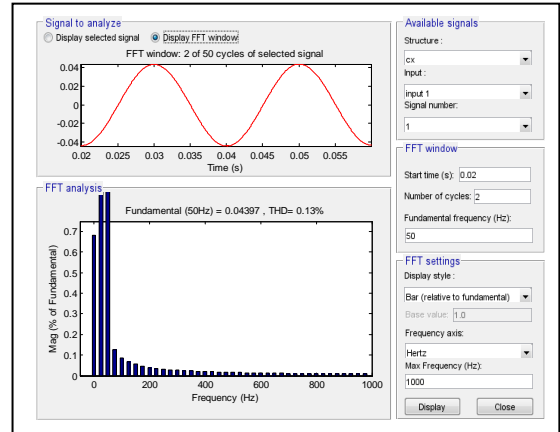 Signal to analyze
Display selected signal Display FFT window
FFT window: 2 of 50 cycles of selected signal
0.04
0.02
0
-0.02
-0.04
0.02 0.025 0.03 0.035 0.04 0.045 0.05 0.055
Time (s)
FFT analysis
Fundamental (50Hz) = 0.04397 , THD= 0.13%
0.7
0.6
0.5
0.4
0.3
0.2
0.1
0
Mag (% of Fundamental)
0 200 400 600 800 1000
Frequency (Hz)
Available signals
Structure :
cx
Input :
input 1
Signal number:
1
FFT window
Start time (s): 0.02
Number of cycles: 2
Fundamental frequency (Hz):
50
FFT settings
Display style :
Bar (relative to fundamental)
Base value: 1.0
Frequency axis:
Hertz
Max Frequency (Hz):
1000
Display Close